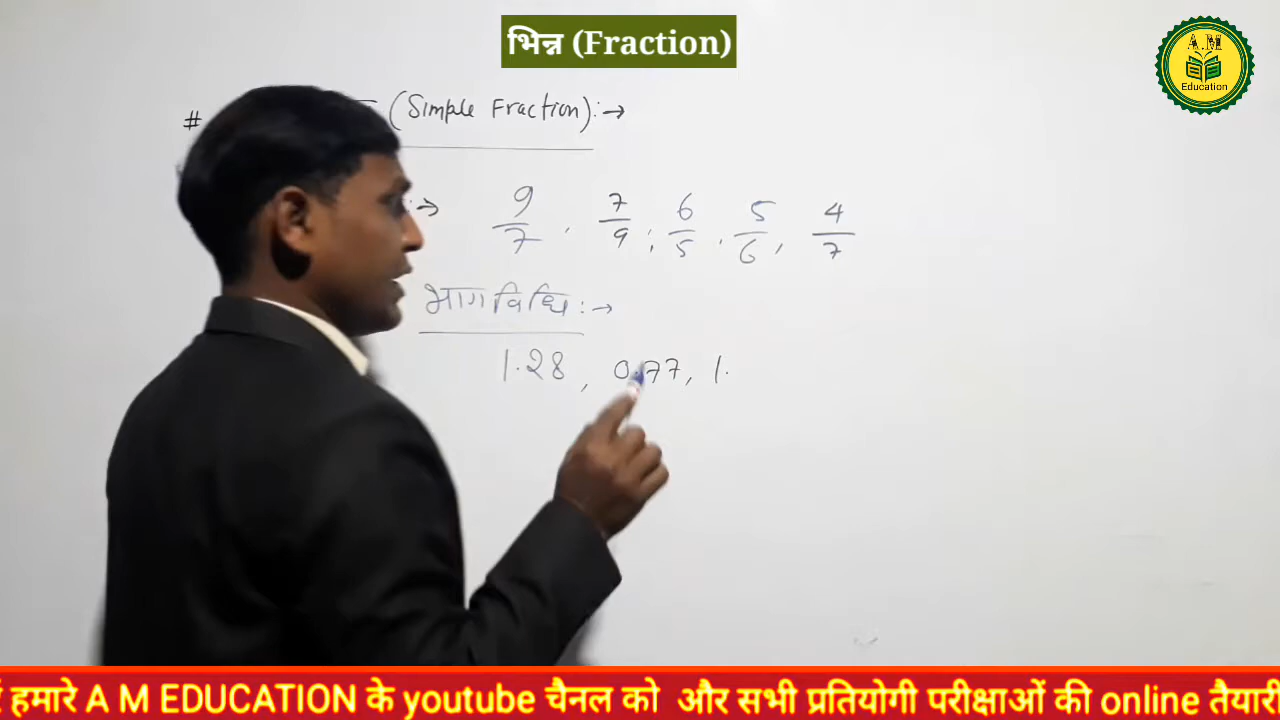 भिन्न (Fraction)
A.M
Education
# (Simple Fraction):→
:→ 9/7, 7/9; 6/5, 5/6, 4/7
भागविधि:→
1.28, 0.77, 1.
हमारे A M EDUCATION के youtube चैनल को और सभी प्रतियोगी परीक्षाओं की online तैयारी